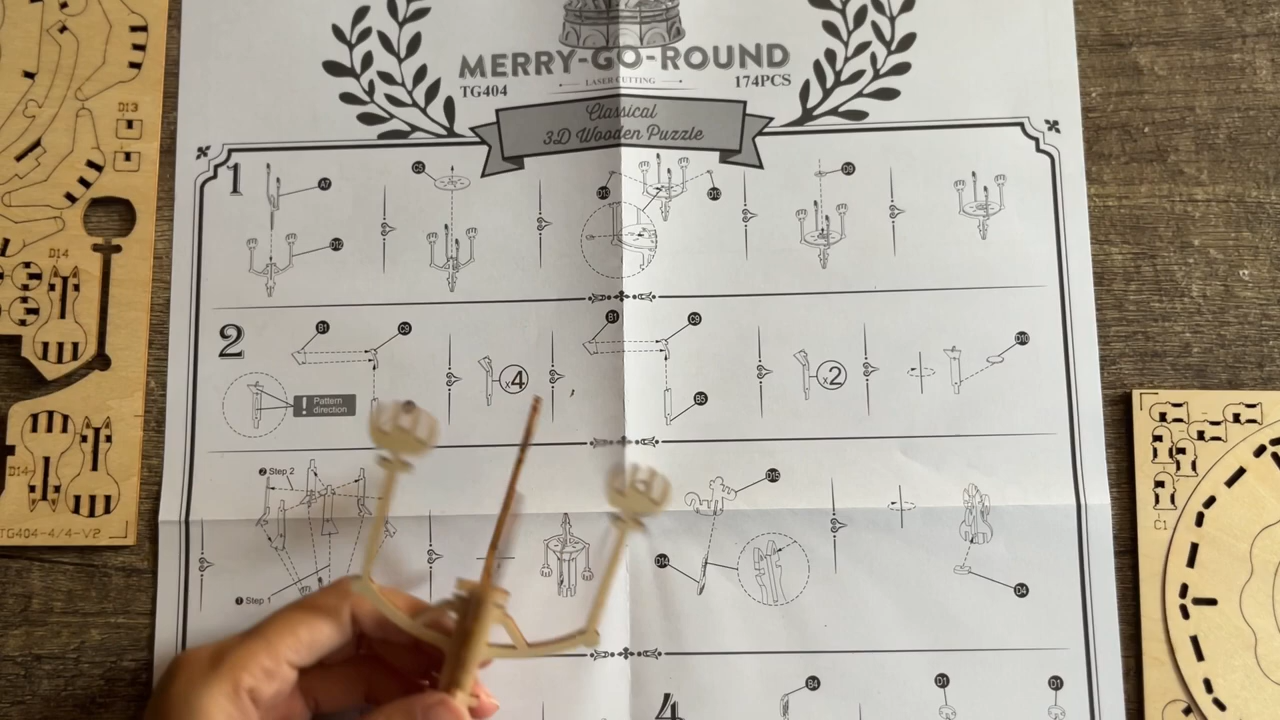 MERRY-GO-ROUND
LASER CUTTING
TG404
174PCS
Classical
3D Wooden Puzzle
1
A7
D12
C5
D13
D13
D9
2
B1
C9
! Pattern
direction
x4
B1
C9
B5
x2
D10
2 Step 2
1 Step 1
D15
D14
D4
4
B4
D1
D1
D13
D14
D14
TG404-4/4-V2
C1